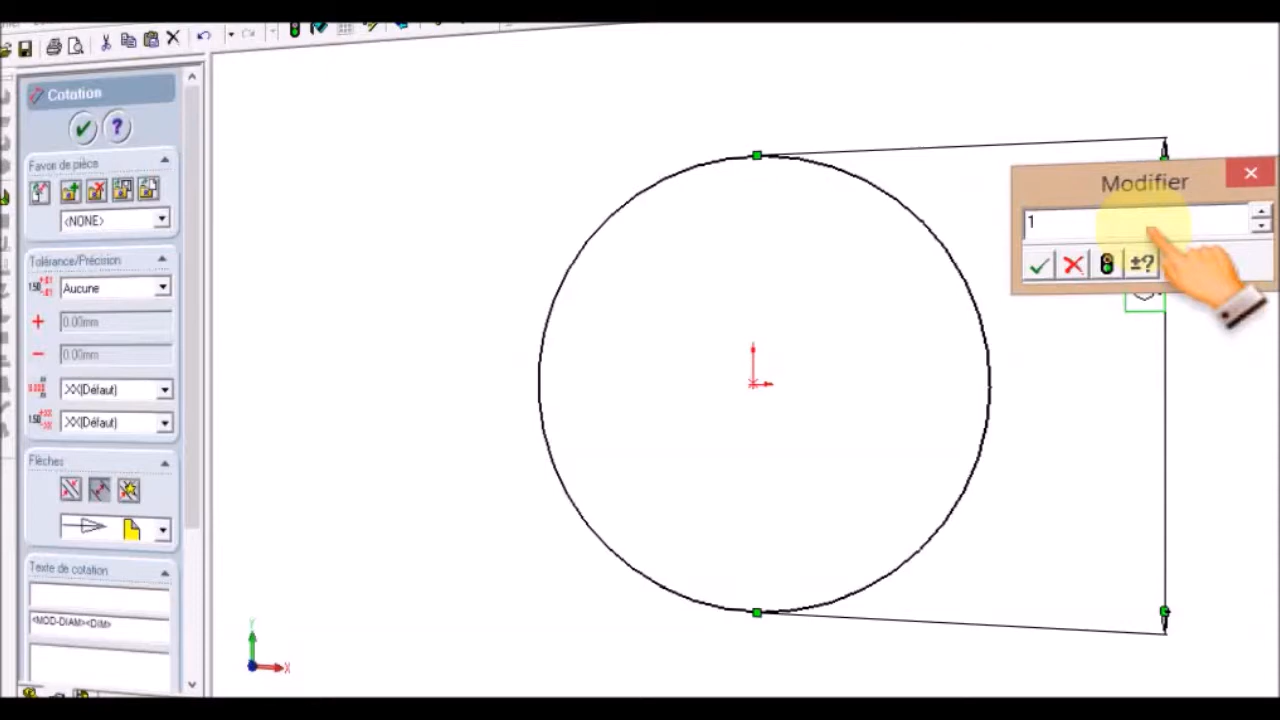 Cotation
?
Favori de pièce
<NONE>
Tolérance/Précision
Aucune
0.00mm
0.00mm
.XX(Défaut)
.XX(Défaut)
Flèches
Texte de cotation
<MOD-DIAM><DIM>
Modifier
1
±?
Y
X